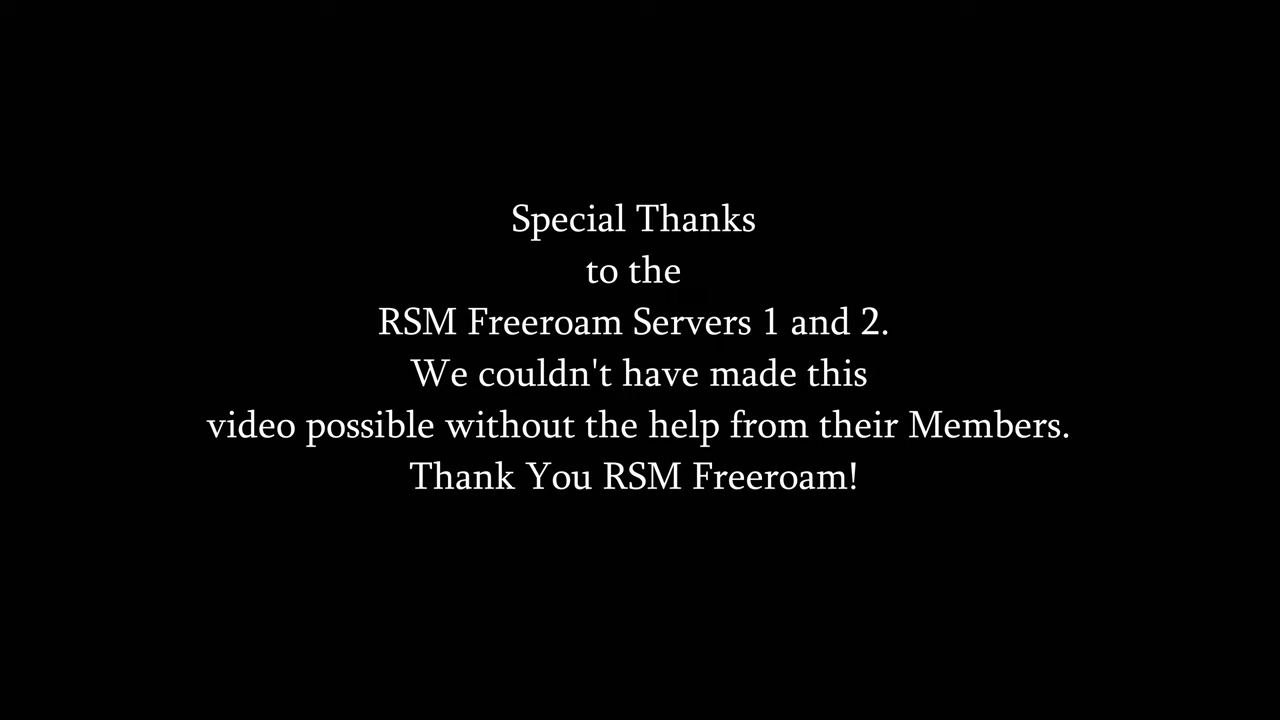 Special Thanks
to the
RSM Freeroam Servers 1 and 2.
We couldn't have made this
video possible without the help from their Members.
Thank You RSM Freeroam!